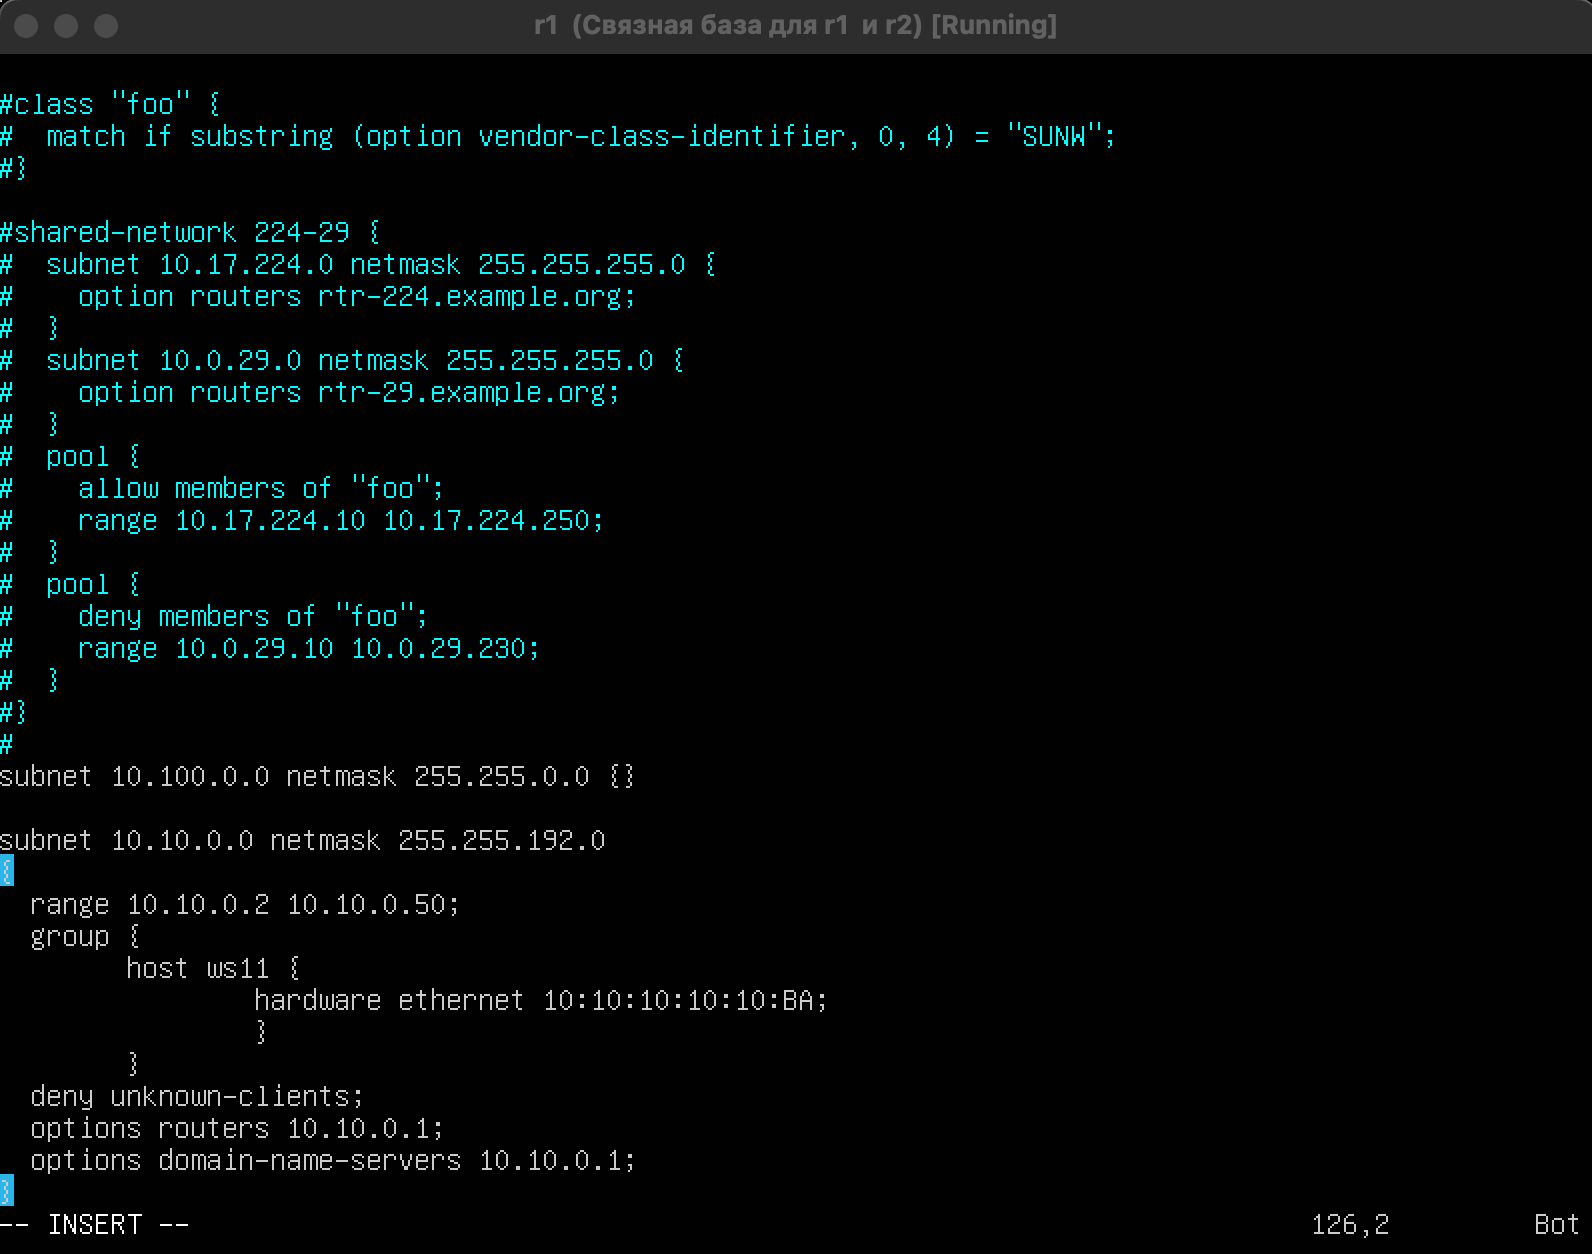 r1 (Связная база для r1 и r2) [Running]
#class "foo" {
#  match if substring (option vendor-class-identifier, 0, 4) = "SUNW";
#}
#shared-network 224-29 {
#  subnet 10.17.224.0 netmask 255.255.255.0 {
#    option routers rtr-224.example.org;
#  }
#  subnet 10.0.29.0 netmask 255.255.255.0 {
#    option routers rtr-29.example.org;
#  }
#  pool {
#    allow members of "foo";
#    range 10.17.224.10 10.17.224.250;
#  }
#  pool {
#    deny members of "foo";
#    range 10.0.29.10 10.0.29.230;
#  }
#}
#
subnet 10.100.0.0 netmask 255.255.0.0 {}
subnet 10.10.0.0 netmask 255.255.192.0
{
  range 10.10.0.2 10.10.0.50;
  group {
        host ws11 {
                hardware ethernet 10:10:10:10:10:BA;
                }
        }
  deny unknown-clients;
  options routers 10.10.0.1;
  options domain-name-servers 10.10.0.1;
}
-- INSERT -- 126,2 Bot